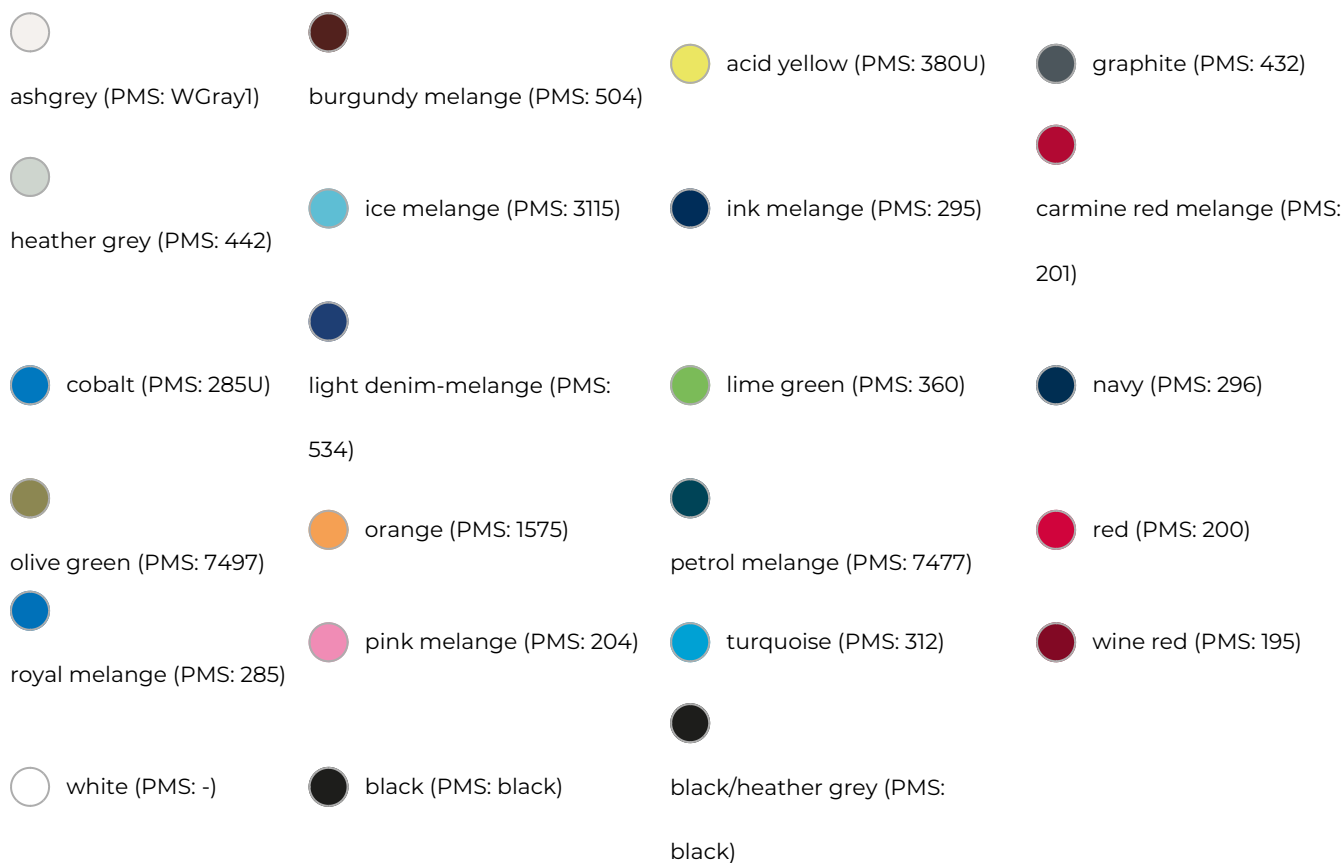 ashgrey (PMS: WGray1)
burgundy melange (PMS: 504)
acid yellow (PMS: 380U)
graphite (PMS: 432)
heather grey (PMS: 442)
ice melange (PMS: 3115)
ink melange (PMS: 295)
carmine red melange (PMS:
201)
cobalt (PMS: 285U)
light denim-melange (PMS:
534)
lime green (PMS: 360)
navy (PMS: 296)
olive green (PMS: 7497)
orange (PMS: 1575)
petrol melange (PMS: 7477)
red (PMS: 200)
royal melange (PMS: 285)
pink melange (PMS: 204)
turquoise (PMS: 312)
wine red (PMS: 195)
white (PMS: -)
black (PMS: black)
black/heather grey (PMS:
black)